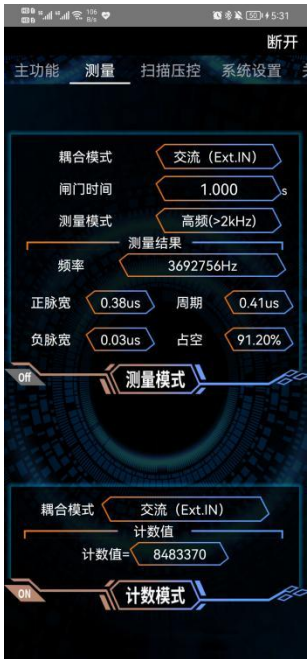 106 B/s 50 5:31
断开
主功能 测量 扫描压控 系统设置
耦合模式 交流（Ext.IN）
闸门时间 1.000 s
测量模式 高频(>2kHz)
测量结果
频率 3692756Hz
正脉宽 0.38us 周期 0.41us
负脉宽 0.03us 占空 91.20%
Off 测量模式
耦合模式 交流（Ext.IN）
计数值
计数值= 8483370
ON 计数模式